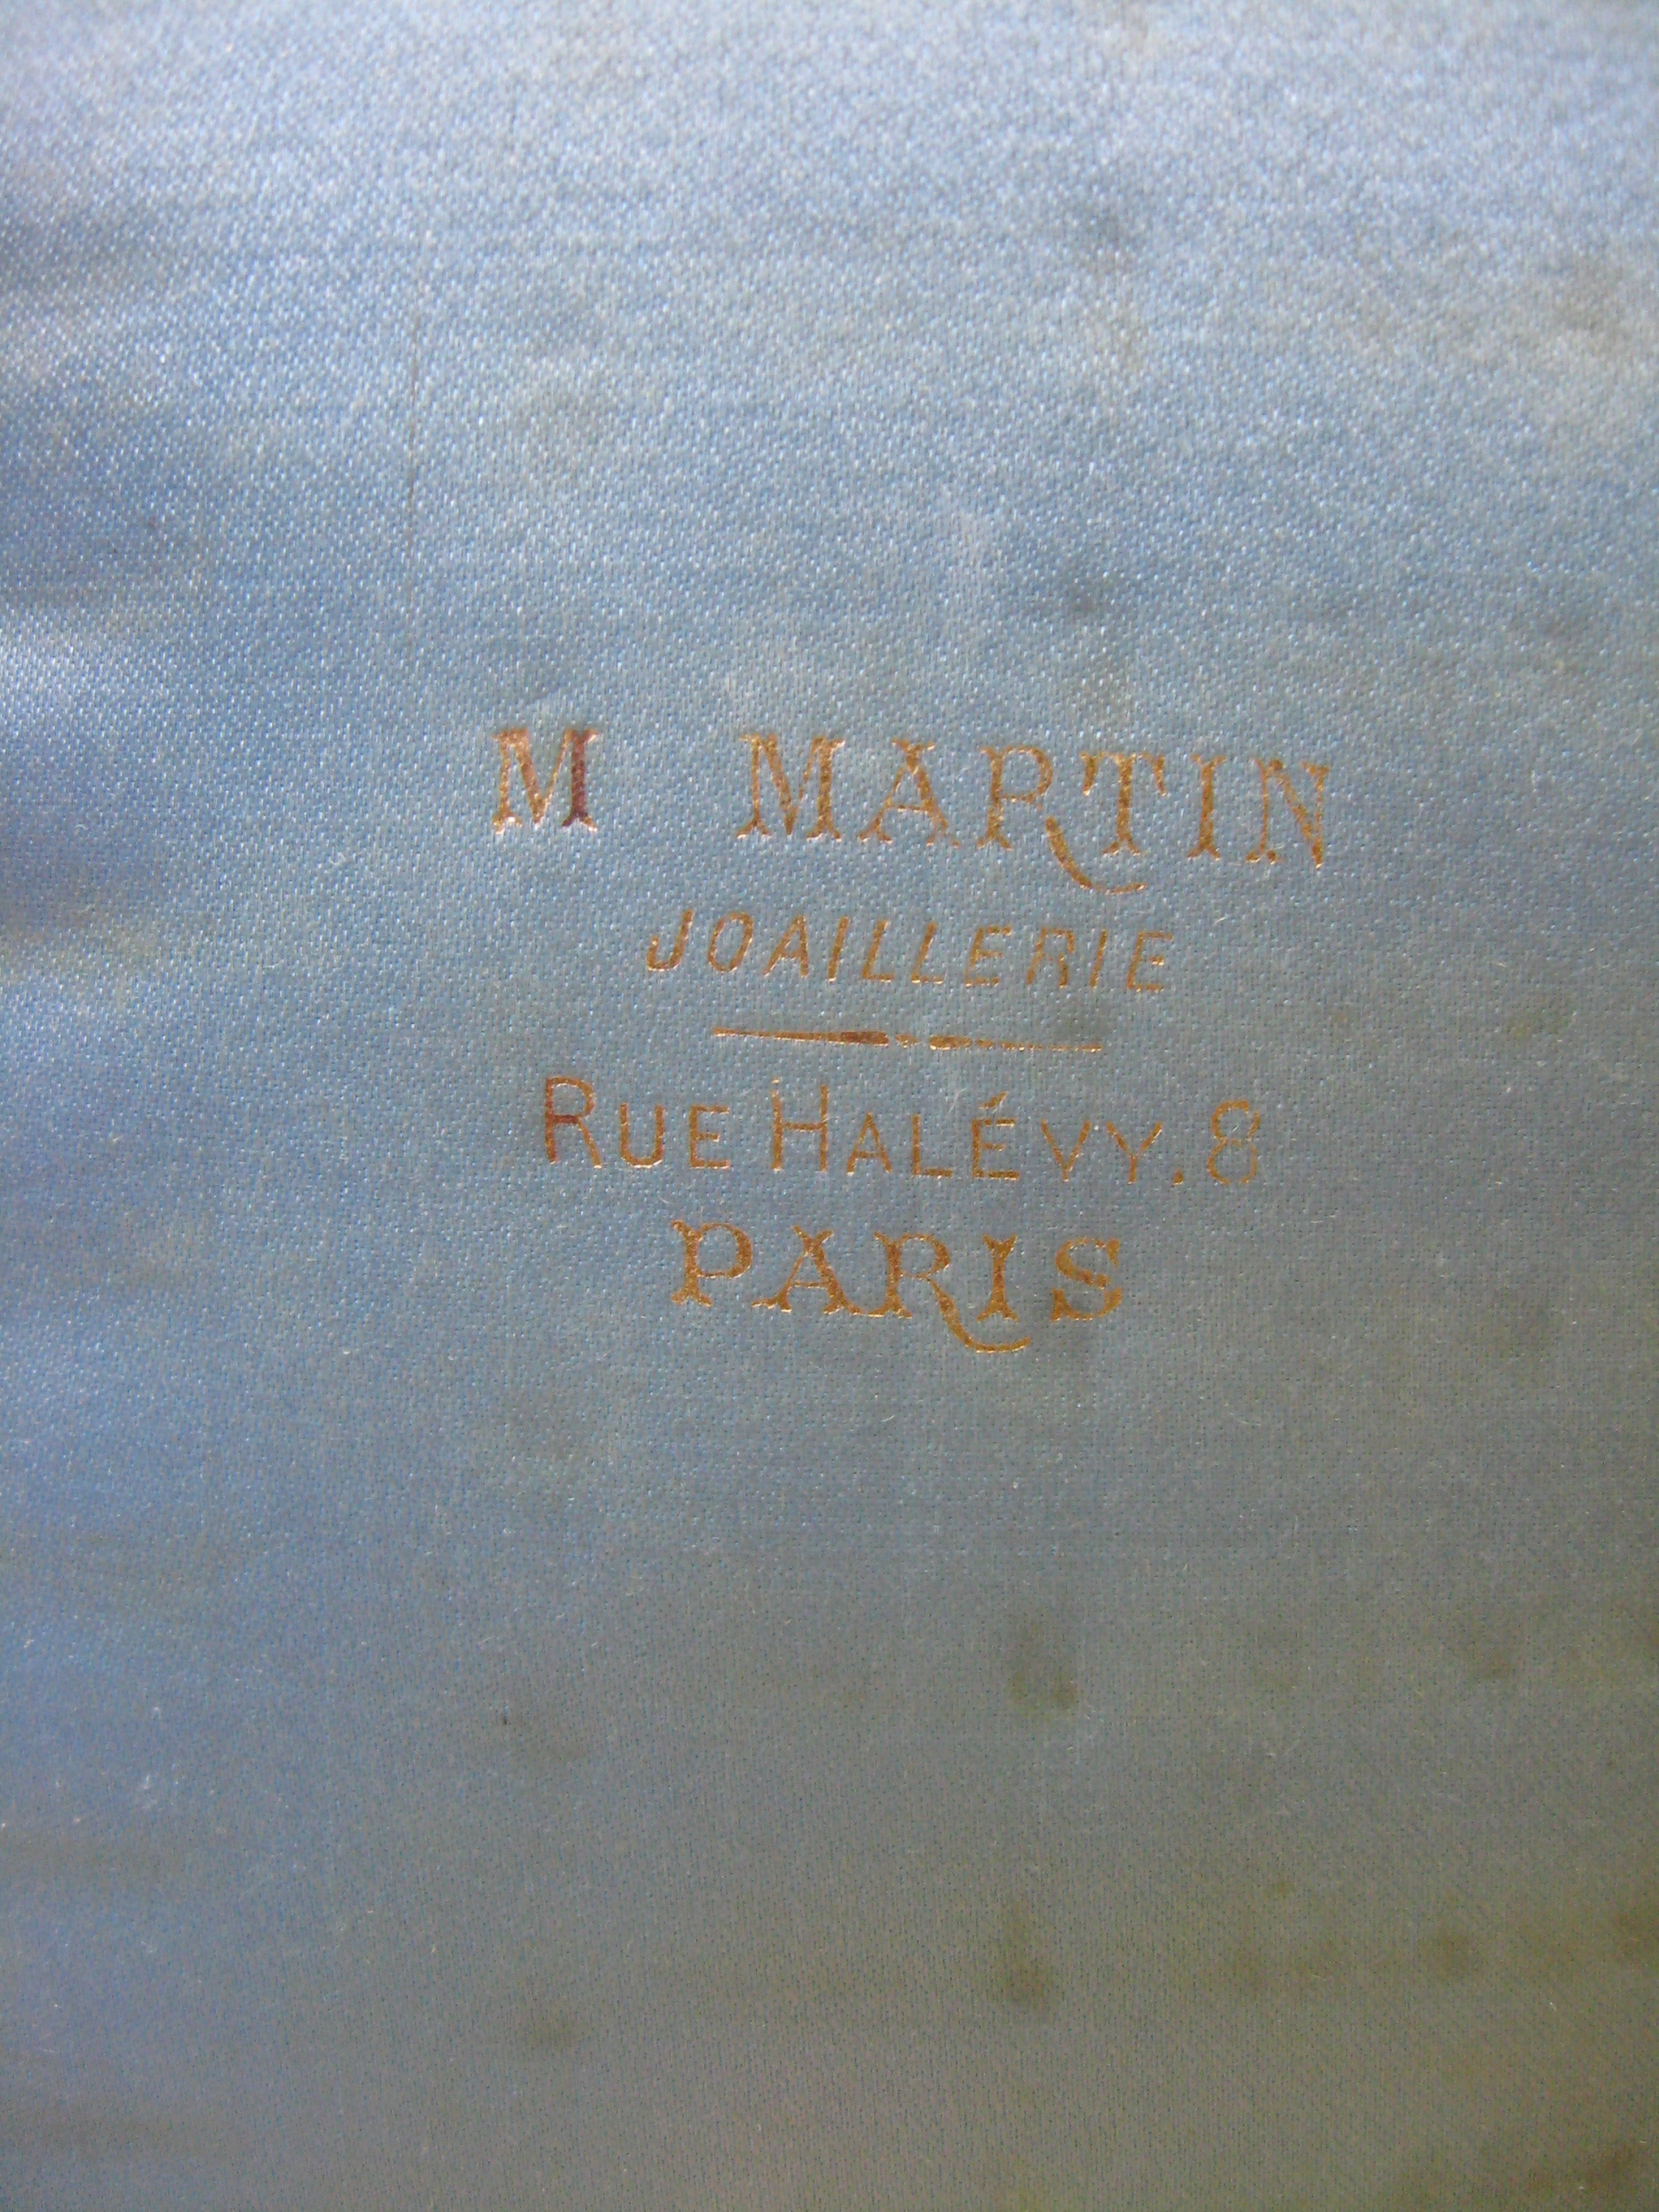 M MARTIN
JOAILLERIE
RUE HALÉVY. 8
PARIS